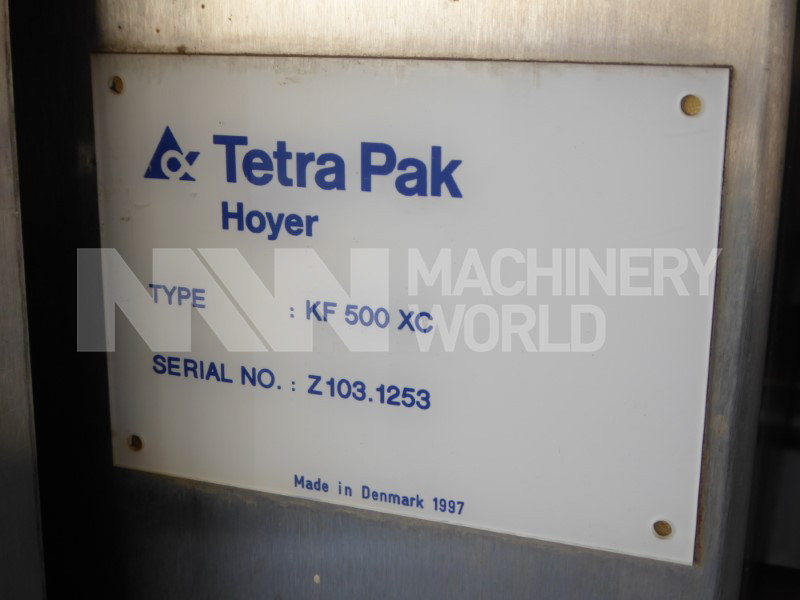 Tetra Pak
Hoyer
MACHINERY
WORLD
TYPE : KF 500 XC
SERIAL NO. : Z103.1253
Made in Denmark 1997